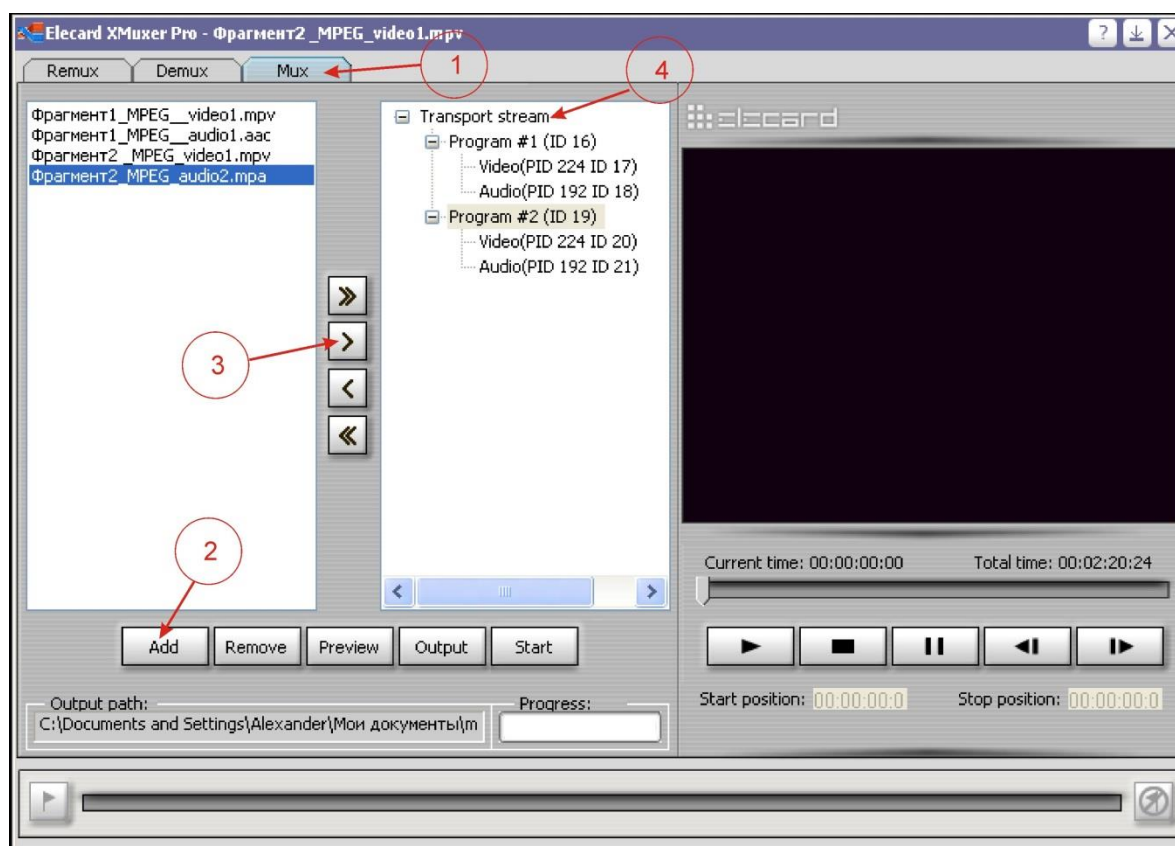 Elecard XMuxer Pro - Фрагмент2 _MPEG_video1.mpv
?
Remux Demux Mux
1
4
Фрагмент1_MPEG__video1.mpv
Фрагмент1_MPEG__audio1.aac
Фрагмент2 _MPEG_video1.mpv
Фрагмент2_MPEG_audio2.mpa
Transport stream
Program #1 (ID 16)
Video(PID 224 ID 17)
Audio(PID 192 ID 18)
Program #2 (ID 19)
Video(PID 224 ID 20)
Audio(PID 192 ID 21)
3
2
elecard
Current time: 00:00:00:00 Total time: 00:02:20:24
Add Remove Preview Output Start
Start position: 00:00:00:0 Stop position: 00:00:00:0
Output path:
C:\Documents and Settings\Alexander\Мои документы\m
Progress: